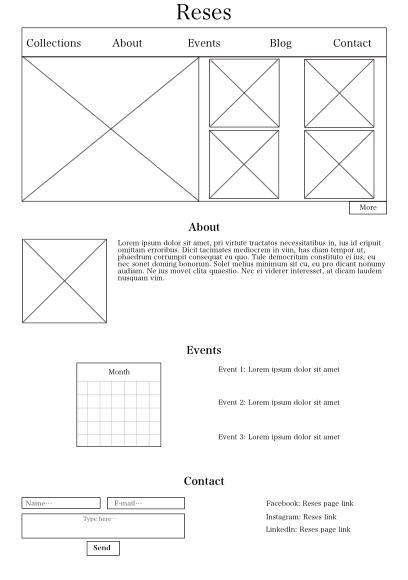 Reses
Collections About Events Blog Contact
More
About
Lorem ipsum dolor sit amet, pri virtute tractatos necessitatibus in, ius id eripuit
omittam erroribus. Dicit tacimates mediocrem in vim, has diam tempor ut,
phaedrum corrumpit consequat eu quo. Tale democritum constituto ei ius, eu
nec sonet doming bonorum. Solet melius minimum sit cu, eu pro dicant nonumy
audiam. Ne ius movet clita quaestio. Nec ei viderer interesset, at dicam laudem
nusquam vim.
Events
Month
Event 1: Lorem ipsum dolor sit amet
Event 2: Lorem ipsum dolor sit amet
Event 3: Lorem ipsum dolor sit amet
Contact
Name··· E-mail···
Type here···
Send
Facebook: Reses page link
Instagram: Reses link
LinkedIn: Reses page link